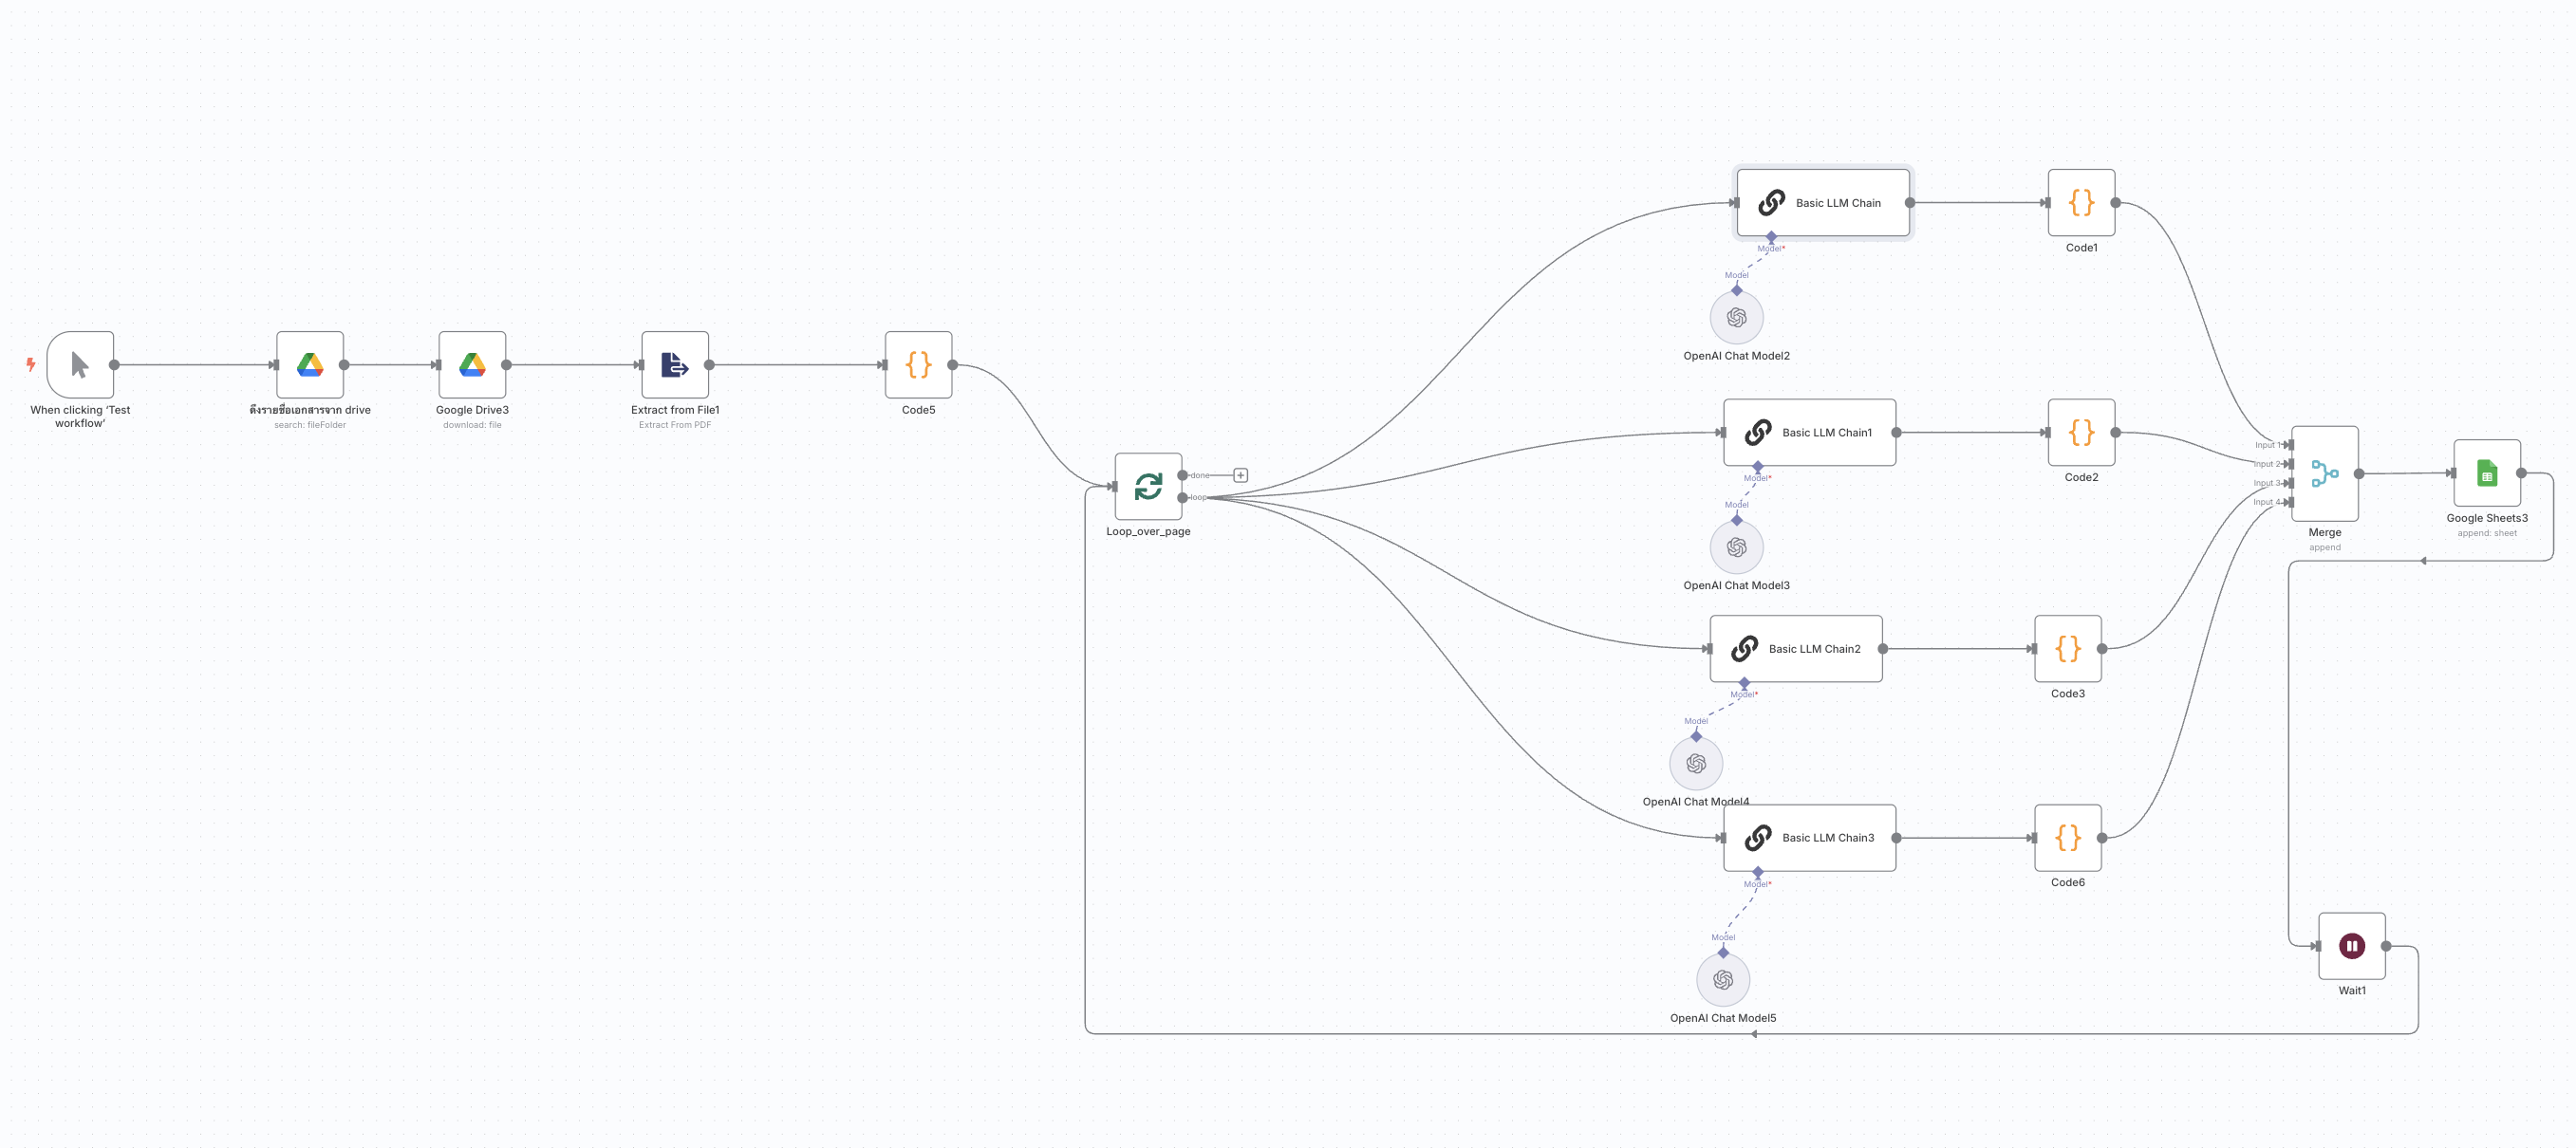 Basic LLM Chain
Model*
Code1
Model
OpenAI Chat Model2
When clicking ‘Test
workflow’
ดึงรายชื่อเอกสารจาก drive
search: fileFolder
Google Drive3
download: file
Extract from File1
Extract From PDF
Code5
Basic LLM Chain1
Model*
Code2
Model
OpenAI Chat Model3
done
loop
Loop_over_page
Input 1
Input 2
Input 3
Input 4
Merge
append
Google Sheets3
append: sheet
Basic LLM Chain2
Model*
Code3
Model
OpenAI Chat Model4
Basic LLM Chain3
Model*
Code6
Model
OpenAI Chat Model5
Wait1